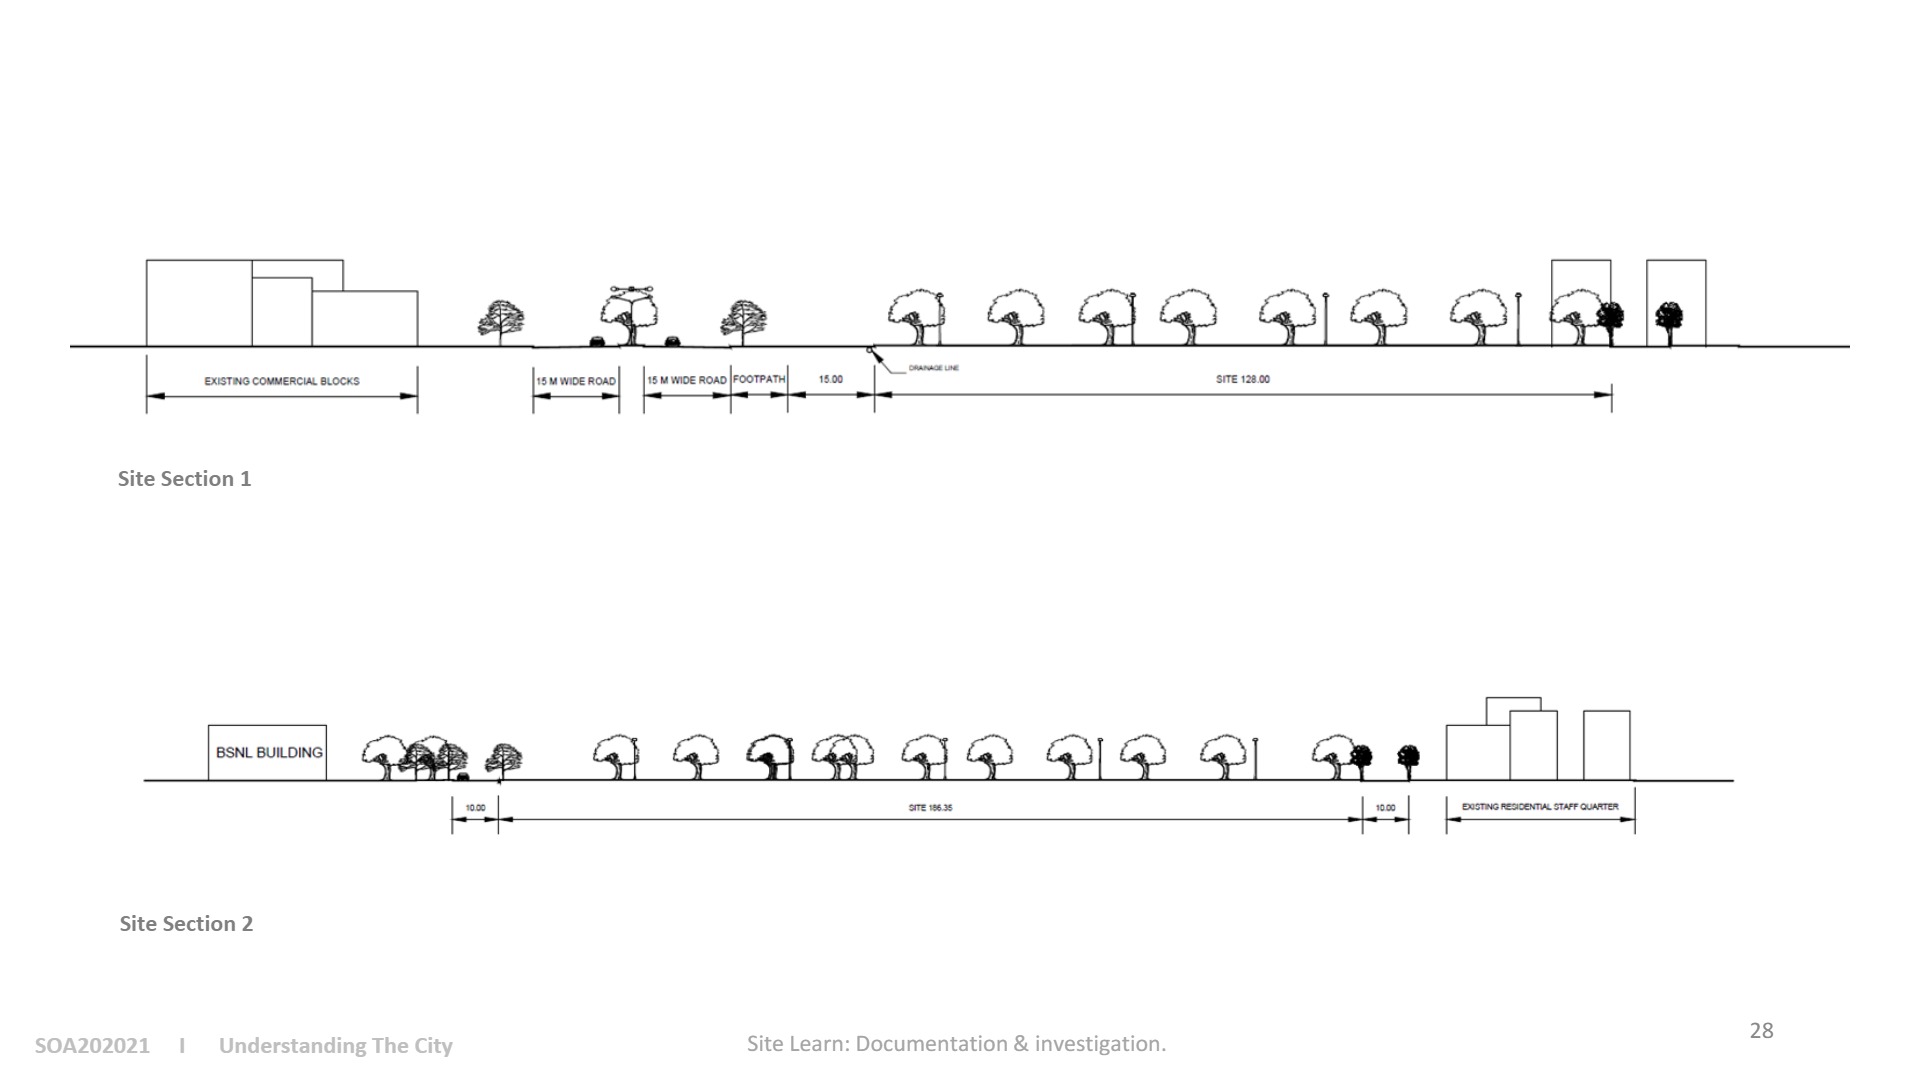 EXISTING COMMERCIAL BLOCKS
15 M WIDE ROAD
15 M WIDE ROAD
FOOTPATH
15.00
DRAINAGE LINE
SITE 128.00
Site Section 1
BSNL BUILDING
10.00
SITE 186.35
10.00
EXISTING RESIDENTIAL STAFF QUARTER
Site Section 2
SOA202021 I Understanding The City
Site Learn: Documentation & investigation.
28